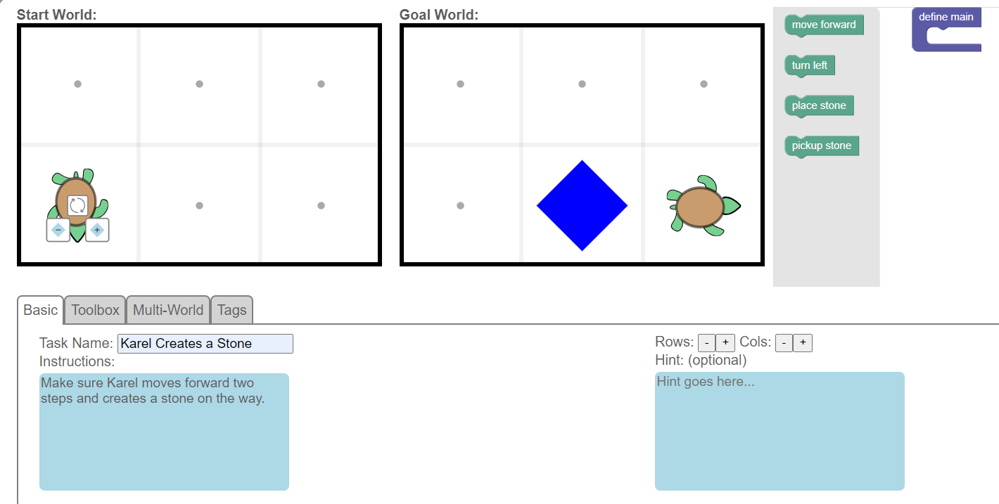 Start World:
Goal World:
move forward
turn left
place stone
pickup stone
define main
−
+
Basic
Toolbox
Multi-World
Tags
Task Name: Karel Creates a Stone
Instructions:
Make sure Karel moves forward two
steps and creates a stone on the way.
Rows: - + Cols: - +
Hint: (optional)
Hint goes here...